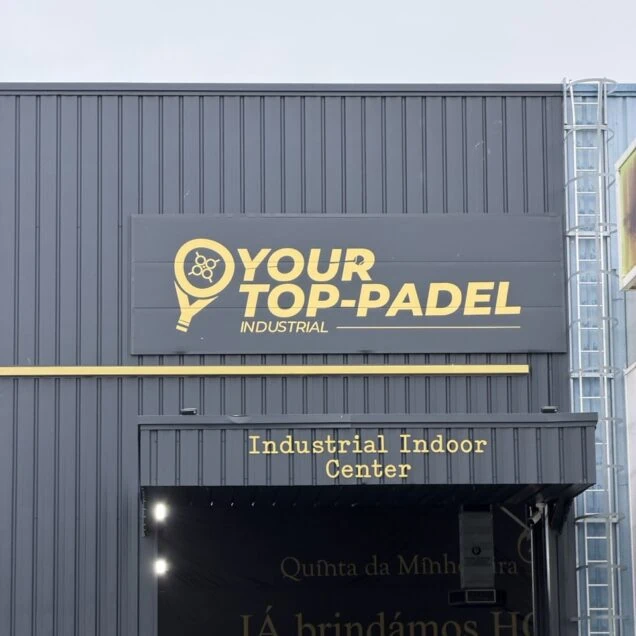 YOUR
TOP-PADEL
INDUSTRIAL
Industrial Indoor
Center
Quinta da
JÁ brindámos